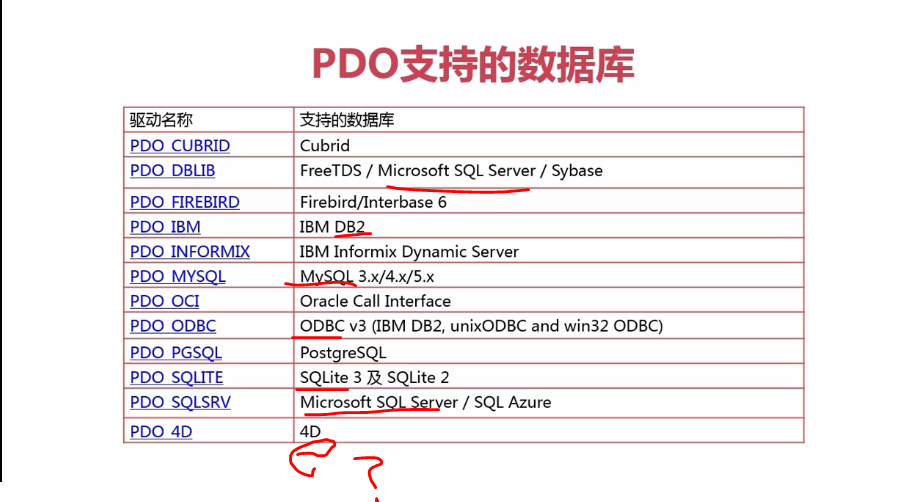 PDO支持的数据库
驱动名称 支持的数据库
PDO_CUBRID Cubrid
PDO_DBLIB FreeTDS / Microsoft SQL Server / Sybase
PDO_FIREBIRD Firebird/Interbase 6
PDO_IBM IBM DB2
PDO_INFORMIX IBM Informix Dynamic Server
PDO_MYSQL MySQL 3.x/4.x/5.x
PDO_OCI Oracle Call Interface
PDO_ODBC ODBC v3 (IBM DB2, unixODBC and win32 ODBC)
PDO_PGSQL PostgreSQL
PDO_SQLITE SQLite 3 及 SQLite 2
PDO_SQLSRV Microsoft SQL Server / SQL Azure
PDO_4D 4D